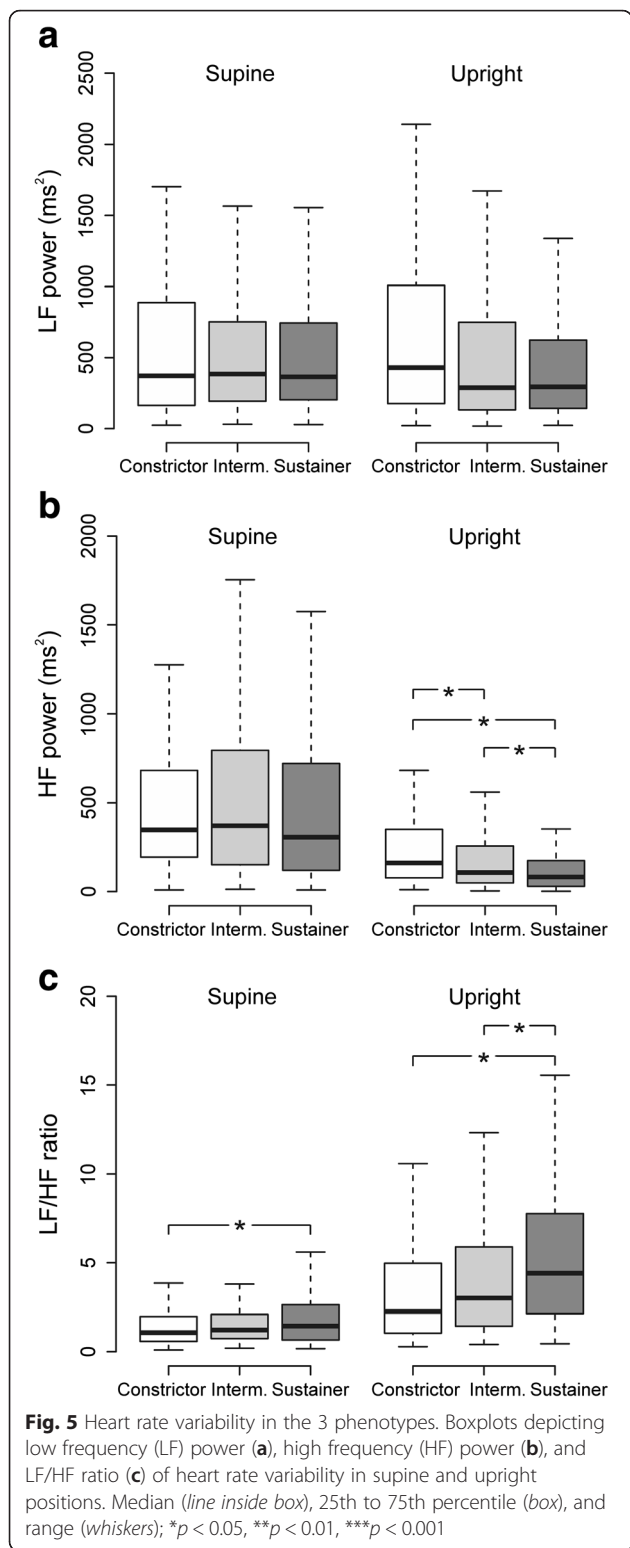 a
Supine Upright
LF power (ms²)
2500
2000
1500
1000
500
0
Constrictor Interm. Sustainer Constrictor Interm. Sustainer
b
Supine Upright
HF power (ms²)
2000
1500
1000
500
0
*
*
*
Constrictor Interm. Sustainer Constrictor Interm. Sustainer
c
Supine Upright
LF/HF ratio
20
15
10
5
0
*
*
*
Constrictor Interm. Sustainer Constrictor Interm. Sustainer
Fig. 5 Heart rate variability in the 3 phenotypes. Boxplots depicting
low frequency (LF) power (a), high frequency (HF) power (b), and
LF/HF ratio (c) of heart rate variability in supine and upright
positions. Median (line inside box), 25th to 75th percentile (box), and
range (whiskers); *p < 0.05, **p < 0.01, ***p < 0.001